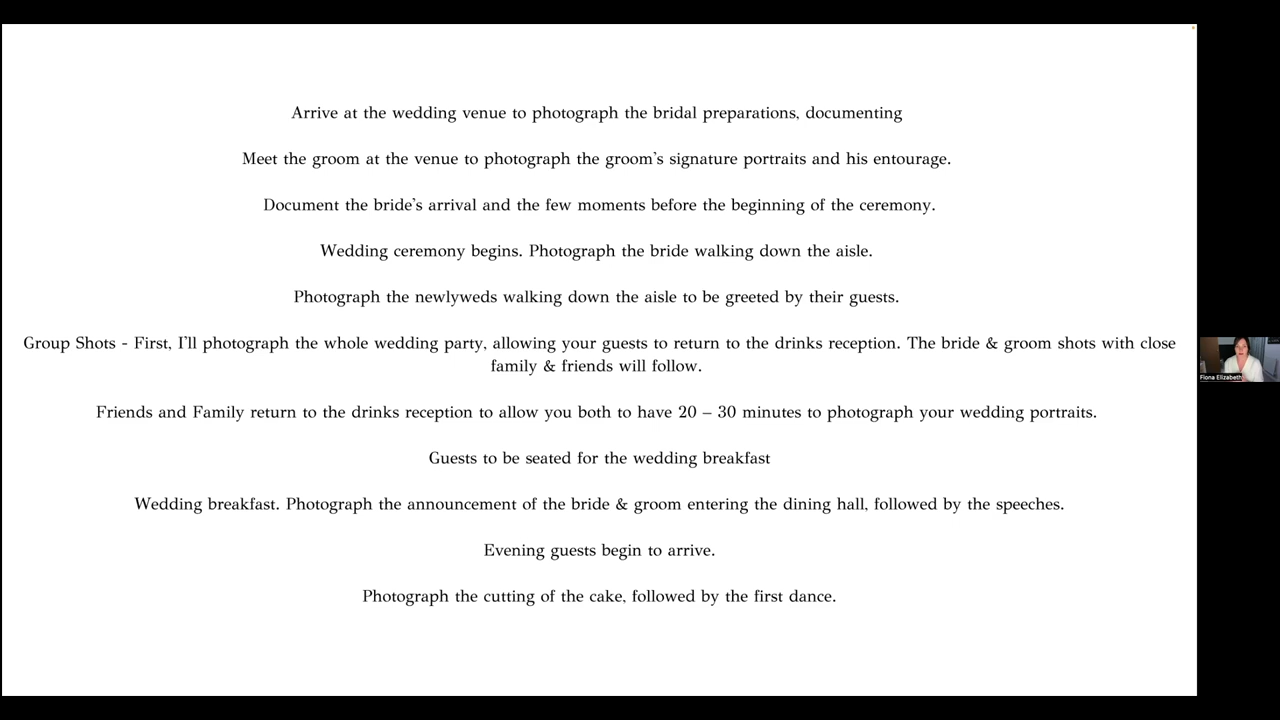 Arrive at the wedding venue to photograph the bridal preparations, documenting
Meet the groom at the venue to photograph the groom's signature portraits and his entourage.
Document the bride's arrival and the few moments before the beginning of the ceremony.
Wedding ceremony begins. Photograph the bride walking down the aisle.
Photograph the newlyweds walking down the aisle to be greeted by their guests.
Group Shots - First, I'll photograph the whole wedding party, allowing your guests to return to the drinks reception. The bride & groom shots with close
family & friends will follow.
Friends and Family return to the drinks reception to allow you both to have 20 – 30 minutes to photograph your wedding portraits.
Guests to be seated for the wedding breakfast
Wedding breakfast. Photograph the announcement of the bride & groom entering the dining hall, followed by the speeches.
Evening guests begin to arrive.
Photograph the cutting of the cake, followed by the first dance.
Fiona Elizabeth